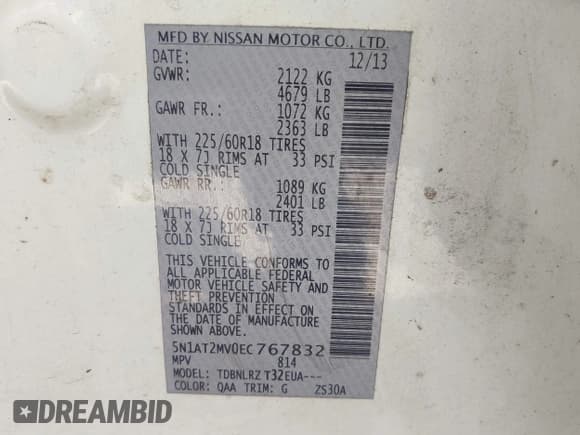 MFD BY NISSAN MOTOR CO., LTD.
DATE: 12/13
GVWR: 2122 KG
4679 LB
GAWR FR.: 1072 KG
2363 LB
WITH 225/60R18 TIRES
18 X 7J RIMS AT 33 PSI
COLD SINGLE
GAWR RR.: 1089 KG
2401 LB
WITH 225/60R18 TIRES
18 X 7J RIMS AT 33 PSI
COLD SINGLE
THIS VEHICLE CONFORMS TO
ALL APPLICABLE FEDERAL
MOTOR VEHICLE SAFETY AND
THEFT PREVENTION
STANDARDS IN EFFECT ON
THE DATE OF MANUFACTURE
SHOWN ABOVE.
5N1AT2MV0EC767832
MPV 814
MODEL: TDBNLRZ T32EUA---
COLOR: QAA TRIM: G ZS30A
DREAMBID